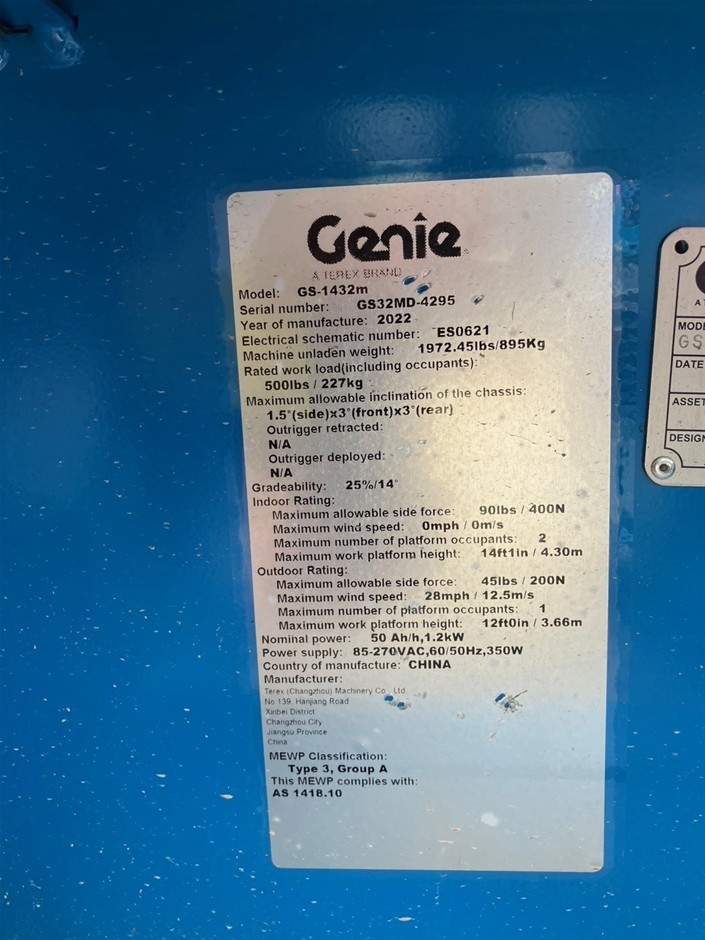 Genie
A TEREX BRAND
Model: GS-1432m
Serial number: GS32MD-4295
Year of manufacture: 2022
Electrical schematic number: ES0621
Machine unladen weight: 1972.45lbs/895Kg
Rated work load(including occupants):
500lbs / 227kg
Maximum allowable inclination of the chassis:
1.5°(side)x3°(front)x3°(rear)
Outrigger retracted:
N/A
Outrigger deployed:
N/A
Gradeability: 25%/14°
Indoor Rating:
Maximum allowable side force: 90lbs / 400N
Maximum wind speed: 0mph / 0m/s
Maximum number of platform occupants: 2
Maximum work platform height: 14ft1in / 4.30m
Outdoor Rating:
Maximum allowable side force: 45lbs / 200N
Maximum wind speed: 28mph / 12.5m/s
Maximum number of platform occupants: 1
Maximum work platform height: 12ft0in / 3.66m
Nominal power: 50 Ah/h,1.2kW
Power supply: 85-270VAC,60/50Hz,350W
Country of manufacture: CHINA
Manufacturer:
Terex (Changzhou) Machinery Co., Ltd.
No 139, Hanjiang Road
Xinbei District
Changzhou City
Jiangsu Province
China
MEWP Classification:
Type 3, Group A
This MEWP complies with:
AS 1418.10
A T
MODE
GS
DATE
ASSET
DESIGN